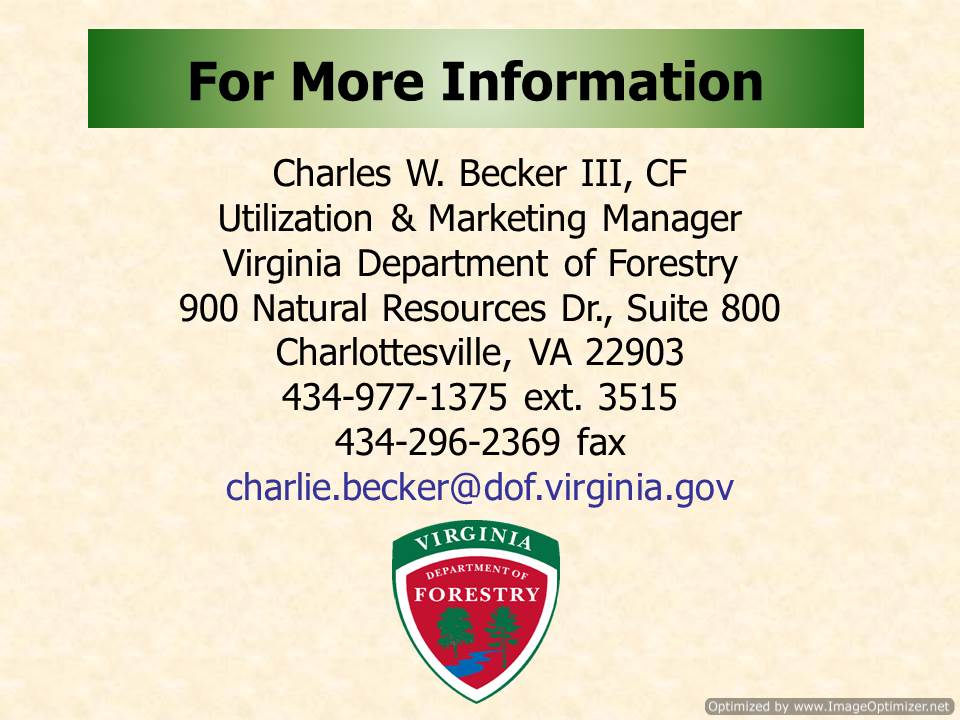 For More Information
Charles W. Becker III, CF
Utilization & Marketing Manager
Virginia Department of Forestry
900 Natural Resources Dr., Suite 800
Charlottesville, VA 22903
434-977-1375 ext. 3515
434-296-2369 fax
charlie.becker@dof.virginia.gov
VIRGINIA
DEPARTMENT OF
FORESTRY
Optimized by www.ImageOptimizer.net